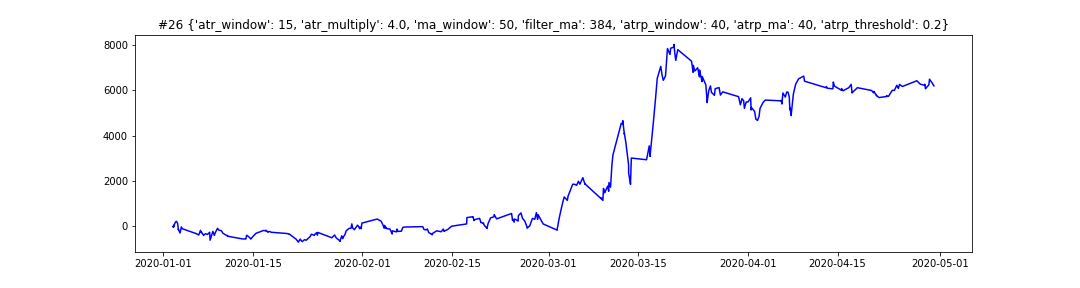 #26 {'atr_window': 15, 'atr_multiply': 4.0, 'ma_window': 50, 'filter_ma': 384, 'atrp_window': 40, 'atrp_ma': 40, 'atrp_threshold': 0.2}
8000
6000
4000
2000
0
2020-01-01 2020-01-15 2020-02-01 2020-02-15 2020-03-01 2020-03-15 2020-04-01 2020-04-15 2020-05-01